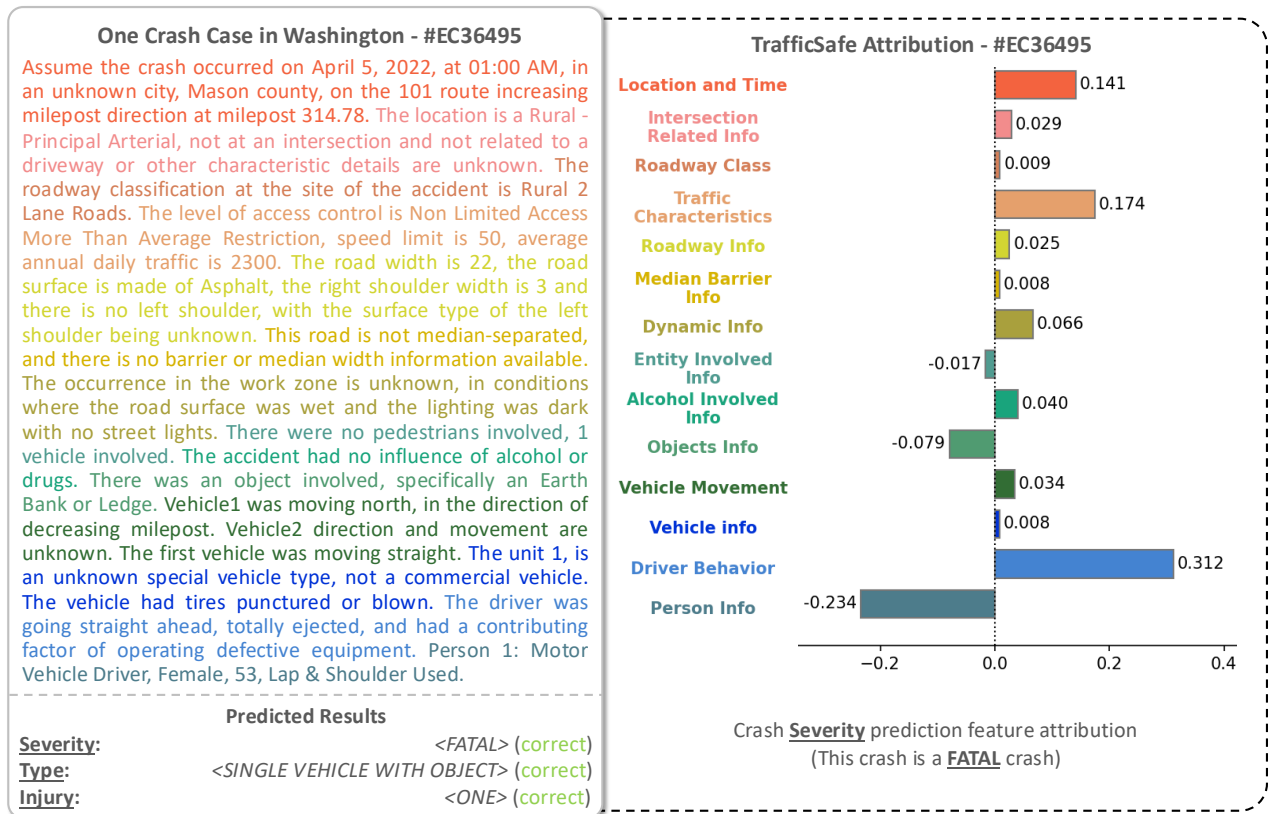 One Crash Case in Washington - #EC36495
Assume the crash occurred on April 5, 2022, at 01:00 AM, in
an unknown city, Mason county, on the 101 route increasing
milepost direction at milepost 314.78. The location is a Rural -
Principal Arterial, not at an intersection and not related to a
driveway or other characteristic details are unknown. The
roadway classification at the site of the accident is Rural 2
Lane Roads. The level of access control is Non Limited Access
More Than Average Restriction, speed limit is 50, average
annual daily traffic is 2300. The road width is 22, the road
surface is made of Asphalt, the right shoulder width is 3 and
there is no left shoulder, with the surface type of the left
shoulder being unknown. This road is not median-separated,
and there is no barrier or median width information available.
The occurrence in the work zone is unknown, in conditions
where the road surface was wet and the lighting was dark
with no street lights. There were no pedestrians involved, 1
vehicle involved. The accident had no influence of alcohol or
drugs. There was an object involved, specifically an Earth
Bank or Ledge. Vehicle1 was moving north, in the direction of
decreasing milepost. Vehicle2 direction and movement are
unknown. The first vehicle was moving straight. The unit 1, is
an unknown special vehicle type, not a commercial vehicle.
The vehicle had tires punctured or blown. The driver was
going straight ahead, totally ejected, and had a contributing
factor of operating defective equipment. Person 1: Motor
Vehicle Driver, Female, 53, Lap & Shoulder Used.
Predicted Results
Severity: <FATAL> (correct)
Type: <SINGLE VEHICLE WITH OBJECT> (correct)
Injury: <ONE> (correct)
TrafficSafe Attribution - #EC36495
Location and Time 0.141
Intersection
Related Info 0.029
Roadway Class 0.009
Traffic
Characteristics 0.174
Roadway Info 0.025
Median Barrier
Info 0.008
Dynamic Info 0.066
Entity Involved
Info -0.017
Alcohol Involved
Info 0.040
Objects Info -0.079
Vehicle Movement 0.034
Vehicle info 0.008
Driver Behavior 0.312
Person Info -0.234
−0.2 0.0 0.2 0.4
Crash Severity prediction feature attribution
(This crash is a FATAL crash)